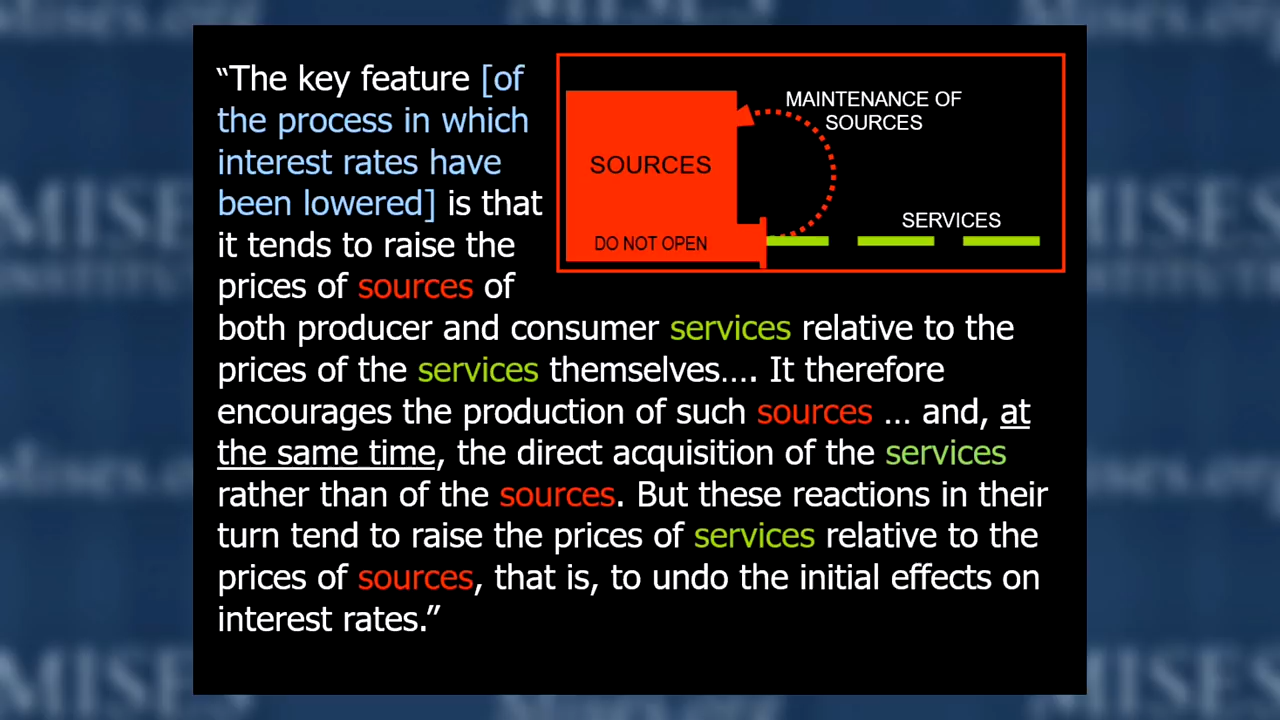 “The key feature [of
the process in which
interest rates have
been lowered] is that
it tends to raise the
prices of sources of
both producer and consumer services relative to the
prices of the services themselves…. It therefore
encourages the production of such sources … and, at
the same time, the direct acquisition of the services
rather than of the sources. But these reactions in their
turn tend to raise the prices of services relative to the
prices of sources, that is, to undo the initial effects on
interest rates.”
MAINTENANCE OF
SOURCES
SOURCES
SERVICES
DO NOT OPEN
Mises.org
MISES
INSTITUTE